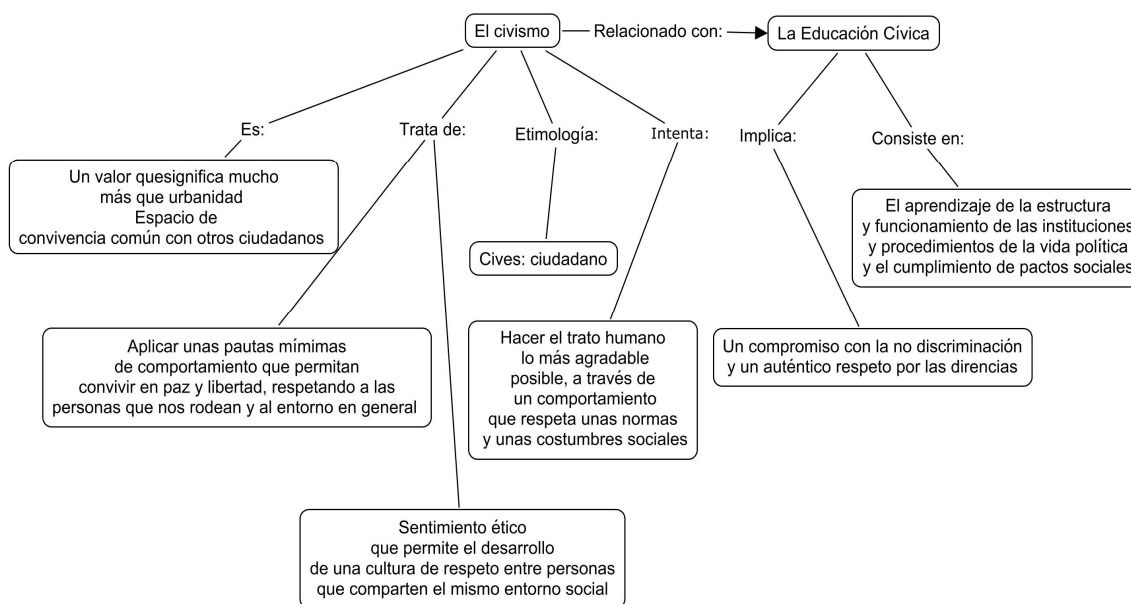 El civismo
Relacionado con:
La Educación Cívica
Es:
Trata de:
Etimología:
Intenta:
Implica:
Consiste en:
Un valor quesignifica mucho
más que urbanidad
Espacio de
convivencia común con otros ciudadanos
El aprendizaje de la estructura
y funcionamiento de las instituciones
y procedimientos de la vida política
y el cumplimiento de pactos sociales
Cives: ciudadano
Aplicar unas pautas mímimas
de comportamiento que permitan
convivir en paz y libertad, respetando a las
personas que nos rodean y al entorno en general
Hacer el trato humano
lo más agradable
posible, a través de
un comportamiento
que respeta unas normas
y unas costumbres sociales
Un compromiso con la no discriminación
y un auténtico respeto por las direncias
Sentimiento ético
que permite el desarrollo
de una cultura de respeto entre personas
que comparten el mismo entorno social